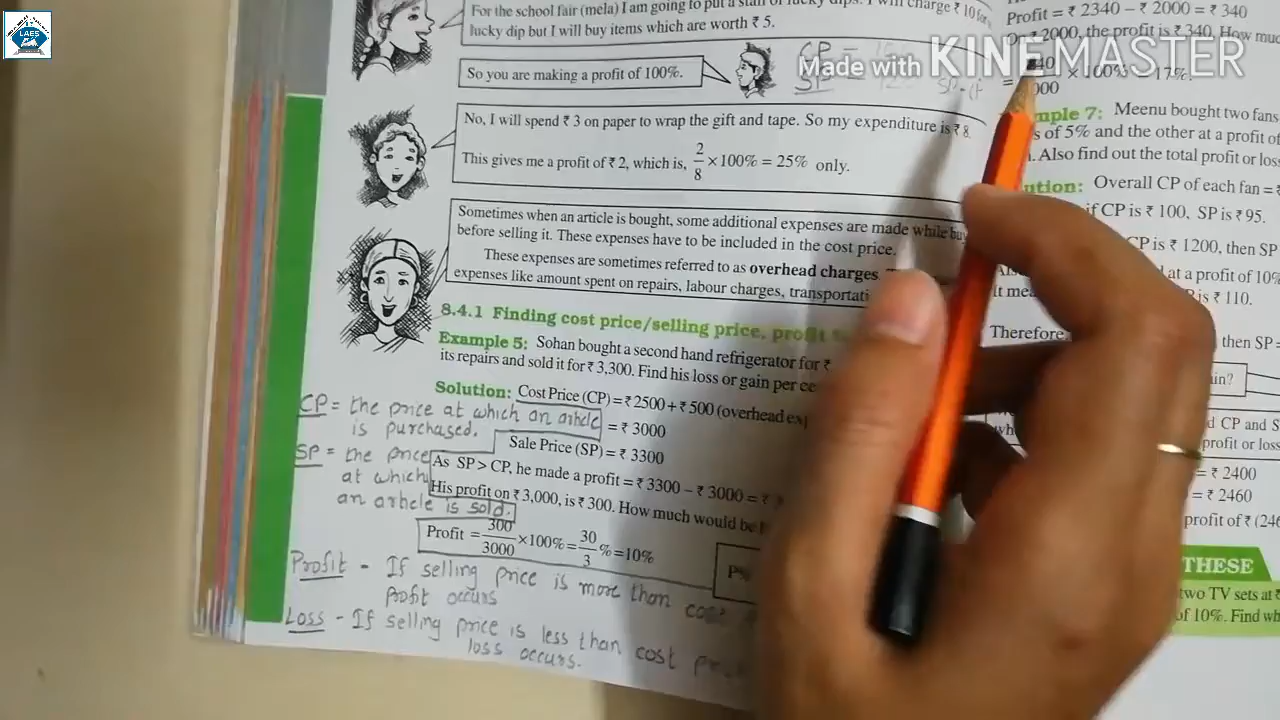 LAES
Made with KINEMASTER
For the school fair (mela) I am going to put a stall of lucky dips. I will charge ₹ 10 for
lucky dip but I will buy items which are worth ₹ 5.
So you are making a profit of 100%.
CP =
SP =
No, I will spend ₹ 3 on paper to wrap the gift and tape. So my expenditure is ₹ 8.
This gives me a profit of ₹ 2, which is, 2/8 × 100% = 25% only.
Sometimes when an article is bought, some additional expenses are made while buy
before selling it. These expenses have to be included in the cost price.
These expenses are sometimes referred to as overhead charges.
expenses like amount spent on repairs, labour charges, transportati
8.4.1 Finding cost price/selling price, profit
Example 5: Sohan bought a second hand refrigerator for ₹
its repairs and sold it for ₹ 3,300. Find his loss or gain per ce
Solution: Cost Price (CP) = ₹ 2500 + ₹ 500 (overhead ex
= ₹ 3000
Sale Price (SP) = ₹ 3300
As SP > CP, he made a profit = ₹ 3300 – ₹ 3000 = ₹
His profit on ₹ 3,000, is ₹ 300. How much would be
Profit = 300/3000 × 100% = 30/3 % = 10%
P%
CP = the price at which an article
is purchased.
SP = the price
at which
an article is sold.
Profit - If selling price is more than cost
profit occurs
Loss - If selling price is less than cost
loss occurs.
Profit = ₹ 2340 – ₹ 2000 = ₹ 340
2000, the profit is ₹ 340. How muc
× 100% = 17%
mple 7: Meenu bought two fans
s of 5% and the other at a profit of
. Also find out the total profit or loss
ution: Overall CP of each fan = ₹
if CP is ₹ 100, SP is ₹ 95.
CP is ₹ 1200, then SP
at a profit of 10%
is ₹ 110.
Therefore,
then SP =
d CP and S
profit or loss
= ₹ 2400
= ₹ 2460
profit of ₹ (24
THESE
two TV sets at ₹
of 10%. Find wh